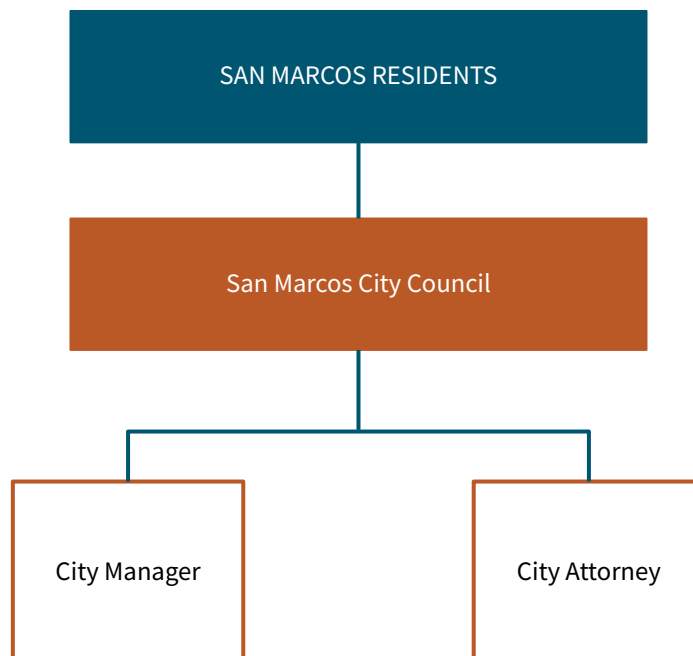 SAN MARCOS RESIDENTS
San Marcos City Council
City Manager
City Attorney